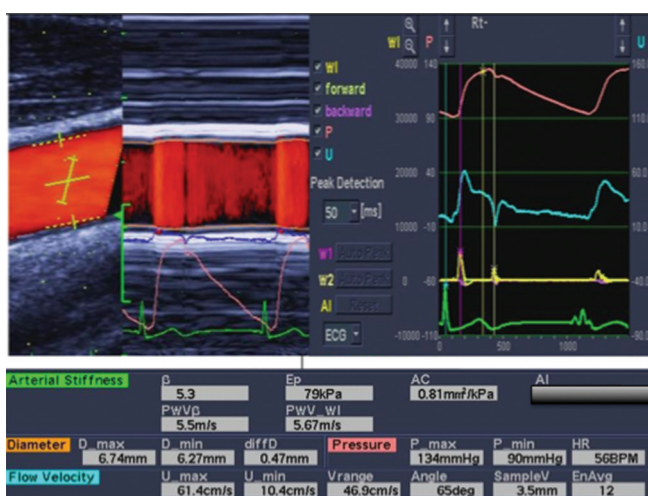 Rt-
WI P U
40000 140 160.0
WI
forward
backward
P
U
30000 90 110.0
Peak Detection
50 [ms]
20000 40 60.0
10000 -10 10.0
W1 Auto Peak
W2 Auto Peak
AI Reset
0 -60 -40.0
ECG
-10000 -110 -90.0
0 500 1000
Arterial Stiffness β Ep AC AI
5.3 79kPa 0.81mm²/kPa
PWVβ PWV_WI
5.5m/s 5.67m/s
Diameter D_max D_min diffD Pressure P_max P_min HR
6.74mm 6.27mm 0.47mm 134mmHg 90mmHg 56BPM
Flow Velocity U_max U_min Vrange Angle SampleV EnAvg
61.4cm/s 10.4cm/s 46.9cm/s 65deg 3.5mm 12